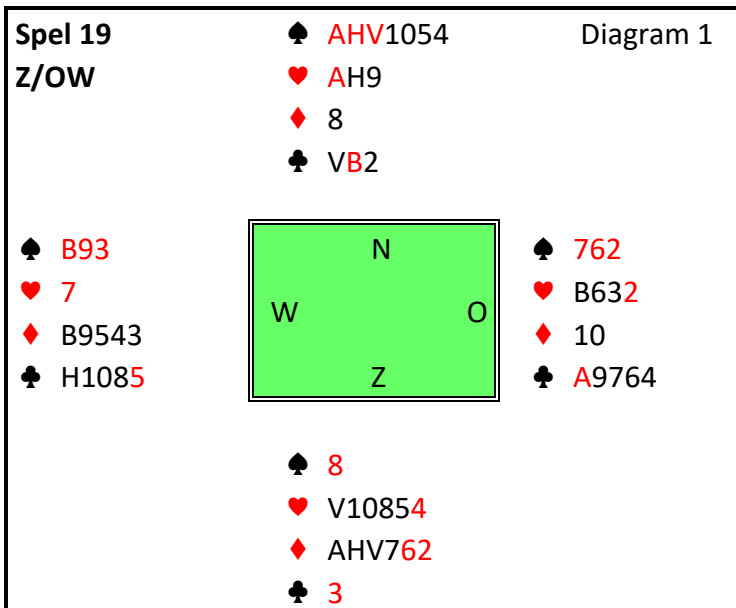 Spel 19 ♠ AHV1054 Diagram 1
Z/OW ♥ AH9
♦ 8
♣ VB2
♠ B93 N ♠ 762
♥ 7 ♥ B632
W O
♦ B9543 ♦ 10
♣ H1085 Z ♣ A9764
♠ 8
♥ V10854
♦ AHV762
♣ 3